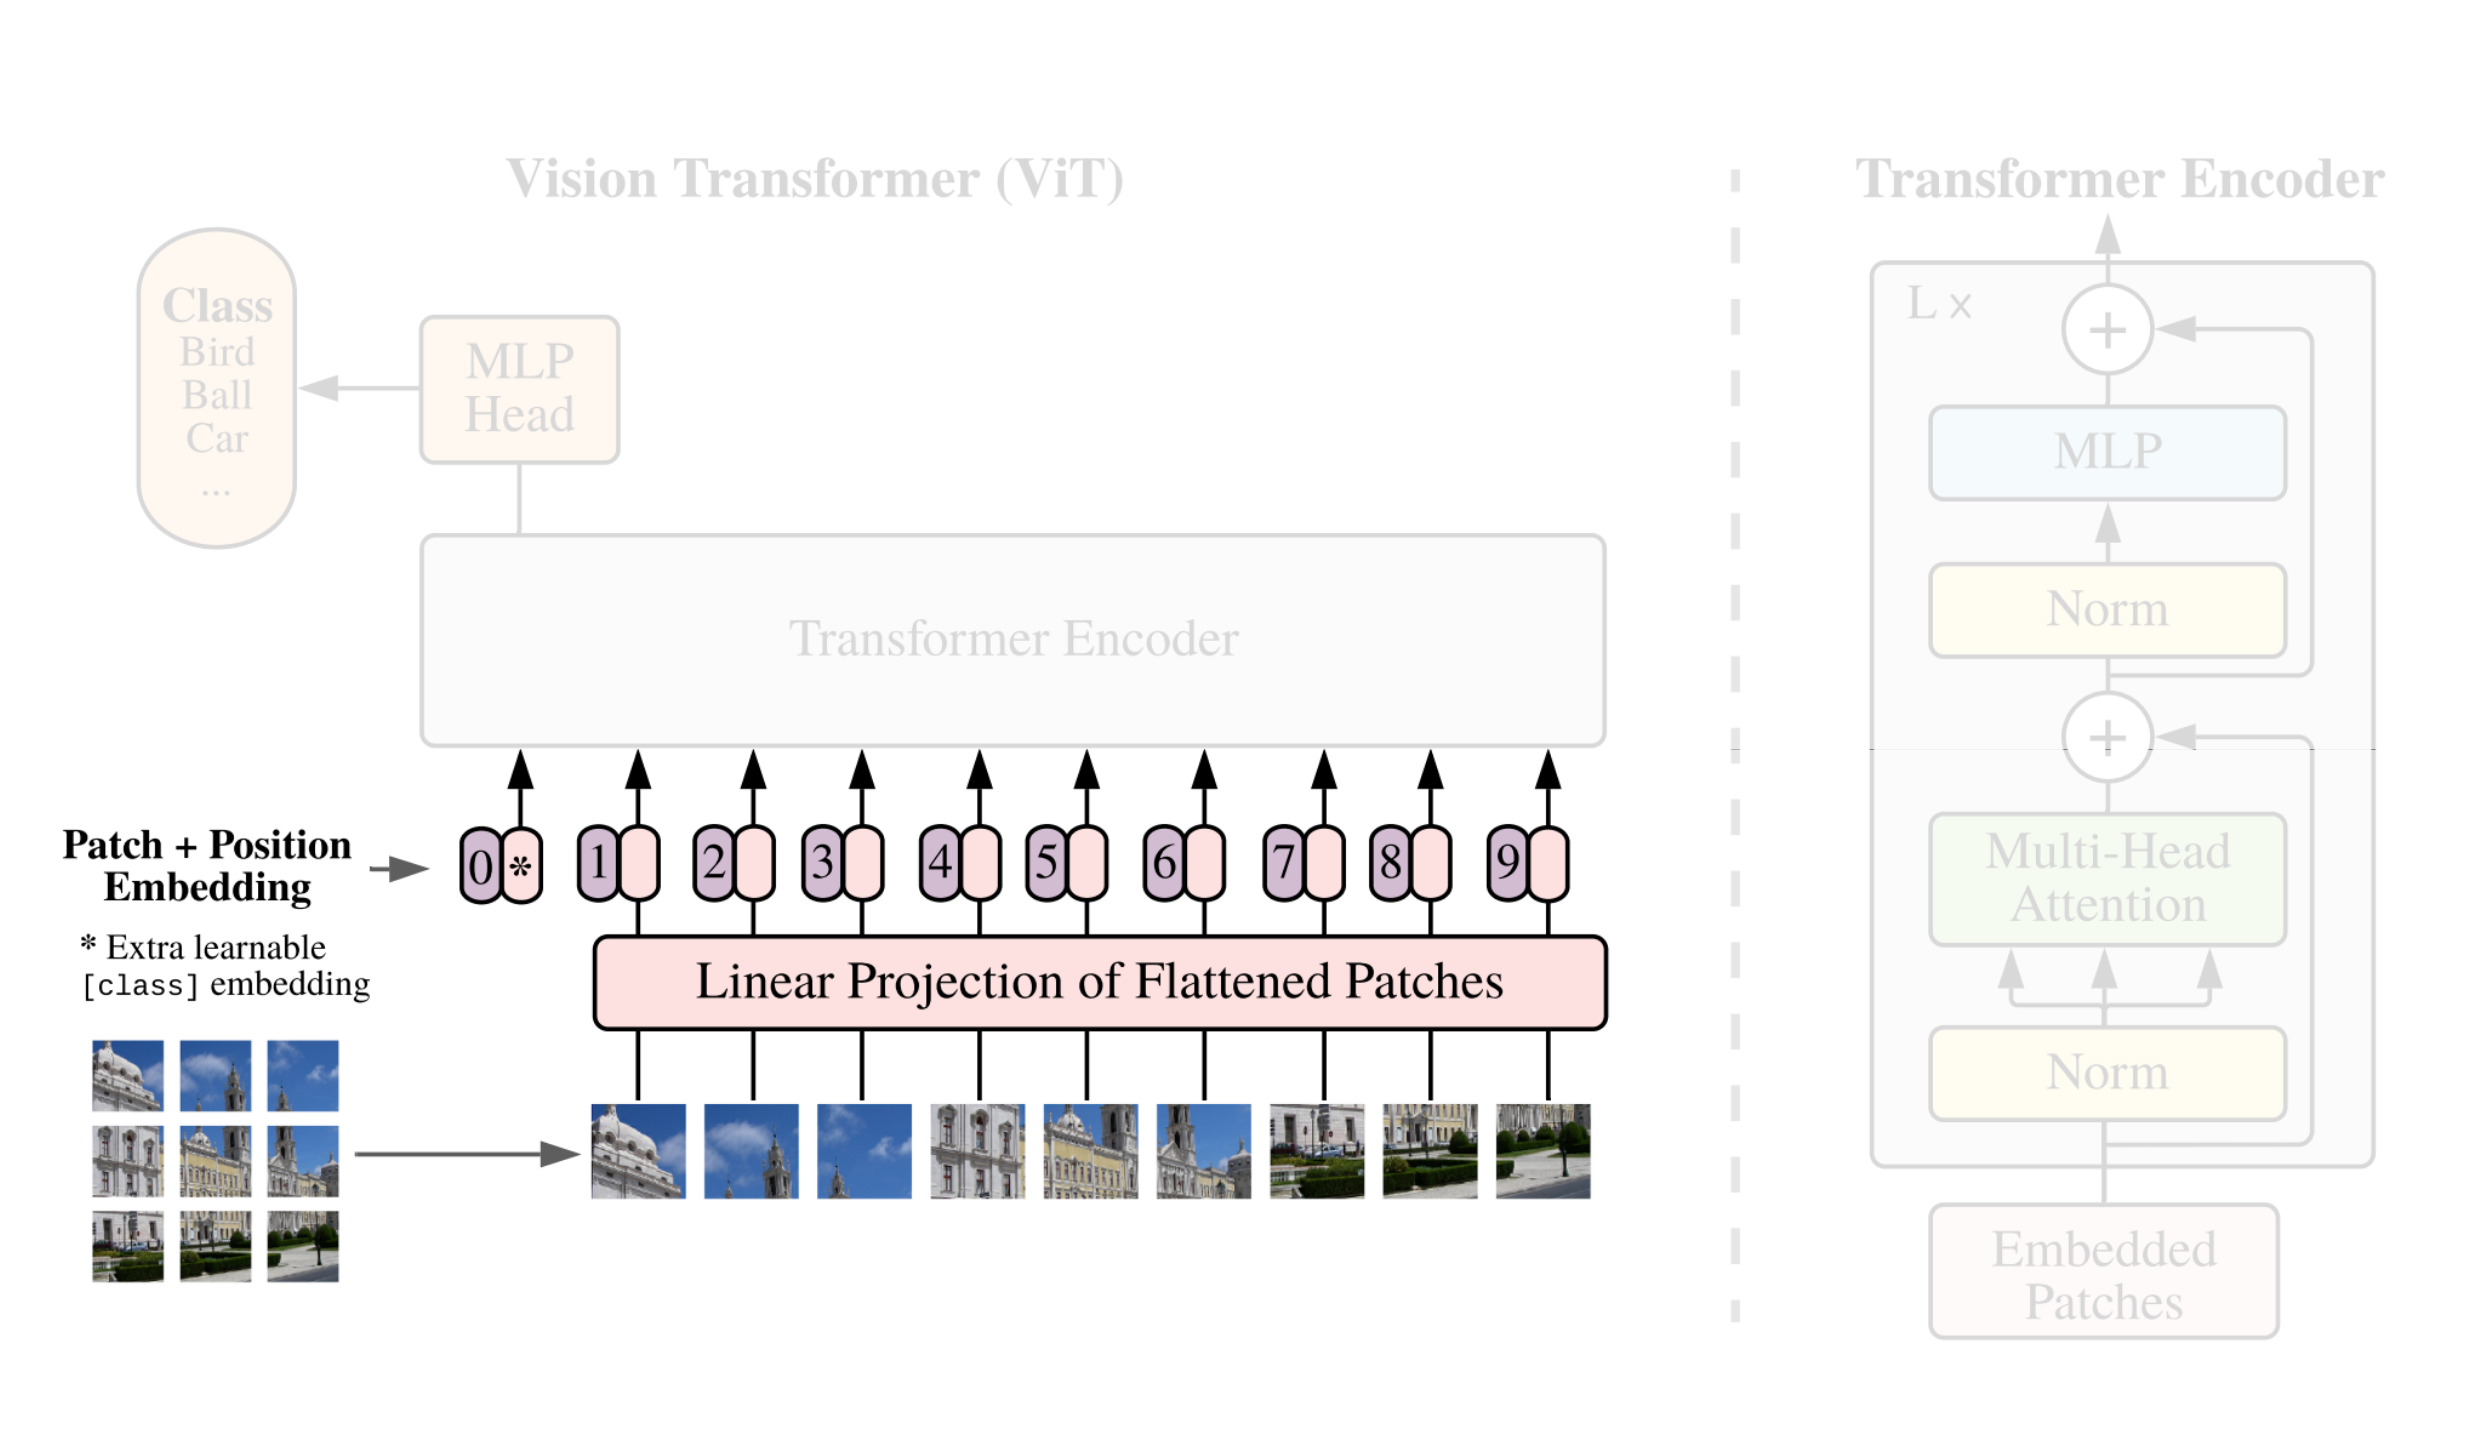 Vision Transformer (ViT)
Class
Bird
Ball
Car
...
MLP
Head
Transformer Encoder
Patch + Position
Embedding
0 * 1 2 3 4 5 6 7 8 9
* Extra learnable
[class] embedding
Linear Projection of Flattened Patches
Transformer Encoder
L ×
+
MLP
Norm
+
Multi-Head
Attention
Norm
Embedded
Patches